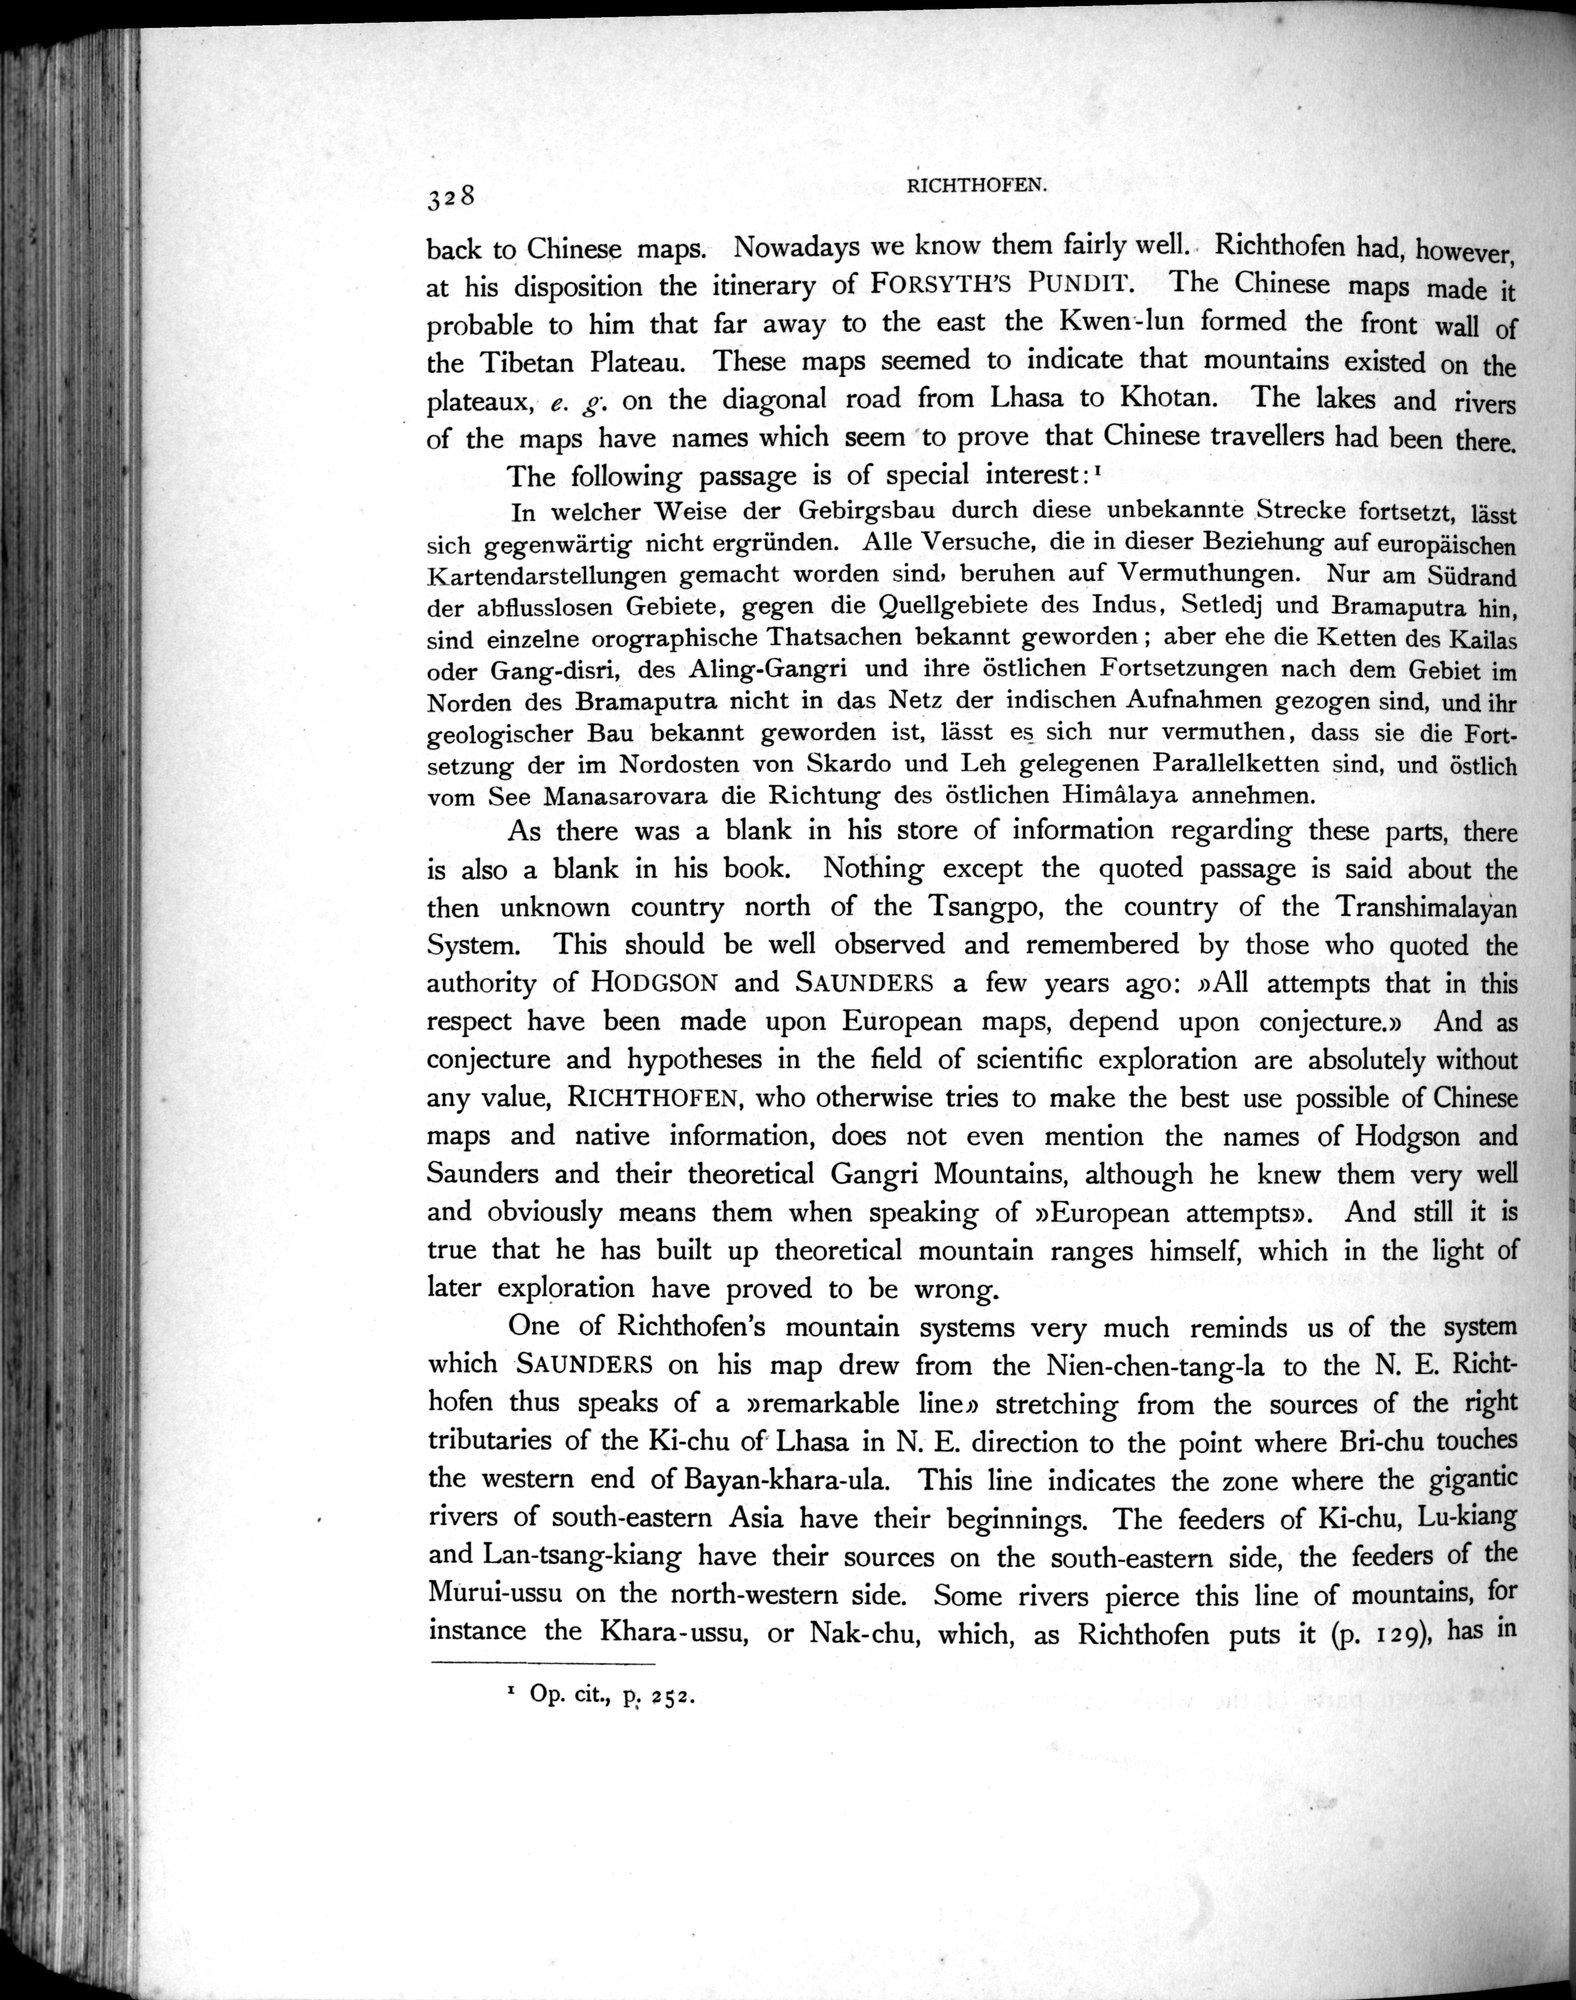 328
RICHTHOFEN.
back to Chinese maps. Nowadays we know them fairly well. Richthofen had, however,
at his disposition the itinerary of FORSYTH'S PUNDIT. The Chinese maps made it
probable to him that far away to the east the Kwen-lun formed the front wall of
the Tibetan Plateau. These maps seemed to indicate that mountains existed on the
plateaux, e. g. on the diagonal road from Lhasa to Khotan. The lakes and rivers
of the maps have names which seem to prove that Chinese travellers had been there.
The following passage is of special interest:¹
In welcher Weise der Gebirgsbau durch diese unbekannte Strecke fortsetzt, lässt
sich gegenwärtig nicht ergründen. Alle Versuche, die in dieser Beziehung auf europäischen
Kartendarstellungen gemacht worden sind, beruhen auf Vermuthungen. Nur am Südrand
der abflusslosen Gebiete, gegen die Quellgebiete des Indus, Setledj und Bramaputra hin,
sind einzelne orographische Thatsachen bekannt geworden; aber ehe die Ketten des Kailas
oder Gang-disri, des Aling-Gangri und ihre östlichen Fortsetzungen nach dem Gebiet im
Norden des Bramaputra nicht in das Netz der indischen Aufnahmen gezogen sind, und ihr
geologischer Bau bekannt geworden ist, lässt es sich nur vermuthen, dass sie die Fort-
setzung der im Nordosten von Skardo und Leh gelegenen Parallelketten sind, und östlich
vom See Manasarovara die Richtung des östlichen Himâlaya annehmen.
As there was a blank in his store of information regarding these parts, there
is also a blank in his book. Nothing except the quoted passage is said about the
then unknown country north of the Tsangpo, the country of the Transhimalayan
System. This should be well observed and remembered by those who quoted the
authority of HODGSON and SAUNDERS a few years ago: »All attempts that in this
respect have been made upon European maps, depend upon conjecture.» And as
conjecture and hypotheses in the field of scientific exploration are absolutely without
any value, RICHTHOFEN, who otherwise tries to make the best use possible of Chinese
maps and native information, does not even mention the names of Hodgson and
Saunders and their theoretical Gangri Mountains, although he knew them very well
and obviously means them when speaking of »European attempts». And still it is
true that he has built up theoretical mountain ranges himself, which in the light of
later exploration have proved to be wrong.
One of Richthofen's mountain systems very much reminds us of the system
which SAUNDERS on his map drew from the Nien-chen-tang-la to the N. E. Richt-
hofen thus speaks of a »remarkable line» stretching from the sources of the right
tributaries of the Ki-chu of Lhasa in N. E. direction to the point where Bri-chu touches
the western end of Bayan-khara-ula. This line indicates the zone where the gigantic
rivers of south-eastern Asia have their beginnings. The feeders of Ki-chu, Lu-kiang
and Lan-tsang-kiang have their sources on the south-eastern side, the feeders of the
Murui-ussu on the north-western side. Some rivers pierce this line of mountains, for
instance the Khara-ussu, or Nak-chu, which, as Richthofen puts it (p. 129), has in
¹ Op. cit., p. 252.